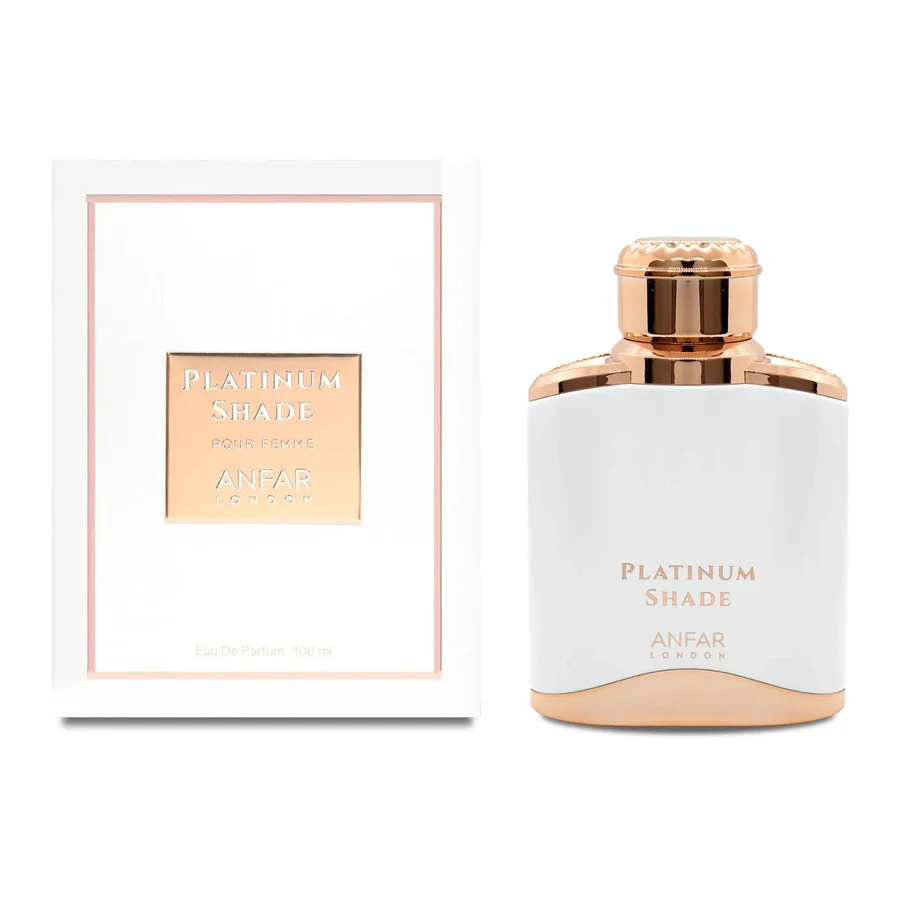 PLATINUM
SHADE
POUR FEMME
ANFAR
LONDON
Eau De Parfum 100 ml
PLATINUM
SHADE
ANFAR
LONDON